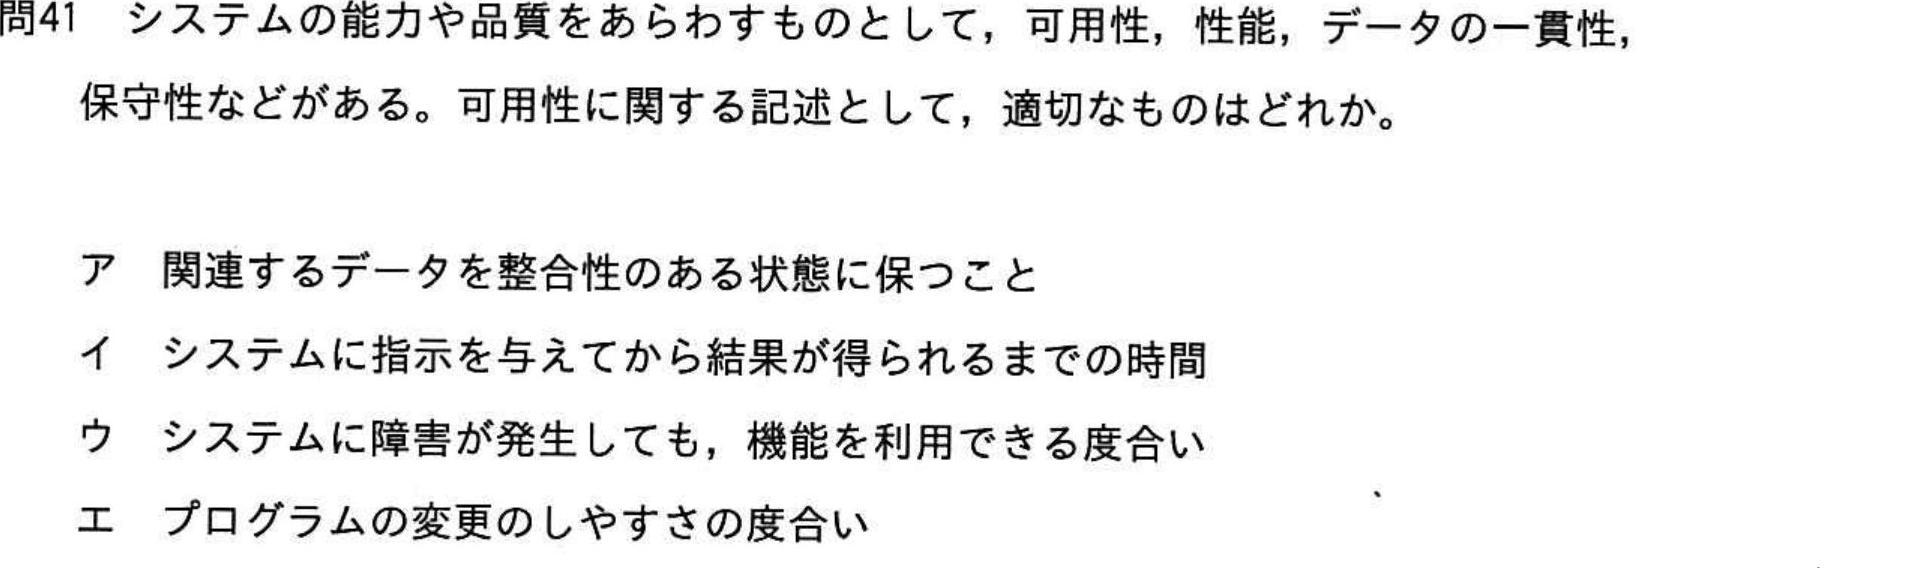 問41　システムの能力や品質をあらわすものとして，可用性，性能，データの一貫性，
保守性などがある。可用性に関する記述として，適切なものはどれか。
ア　関連するデータを整合性のある状態に保つこと
イ　システムに指示を与えてから結果が得られるまでの時間
ウ　システムに障害が発生しても，機能を利用できる度合い
エ　プログラムの変更のしやすさの度合い